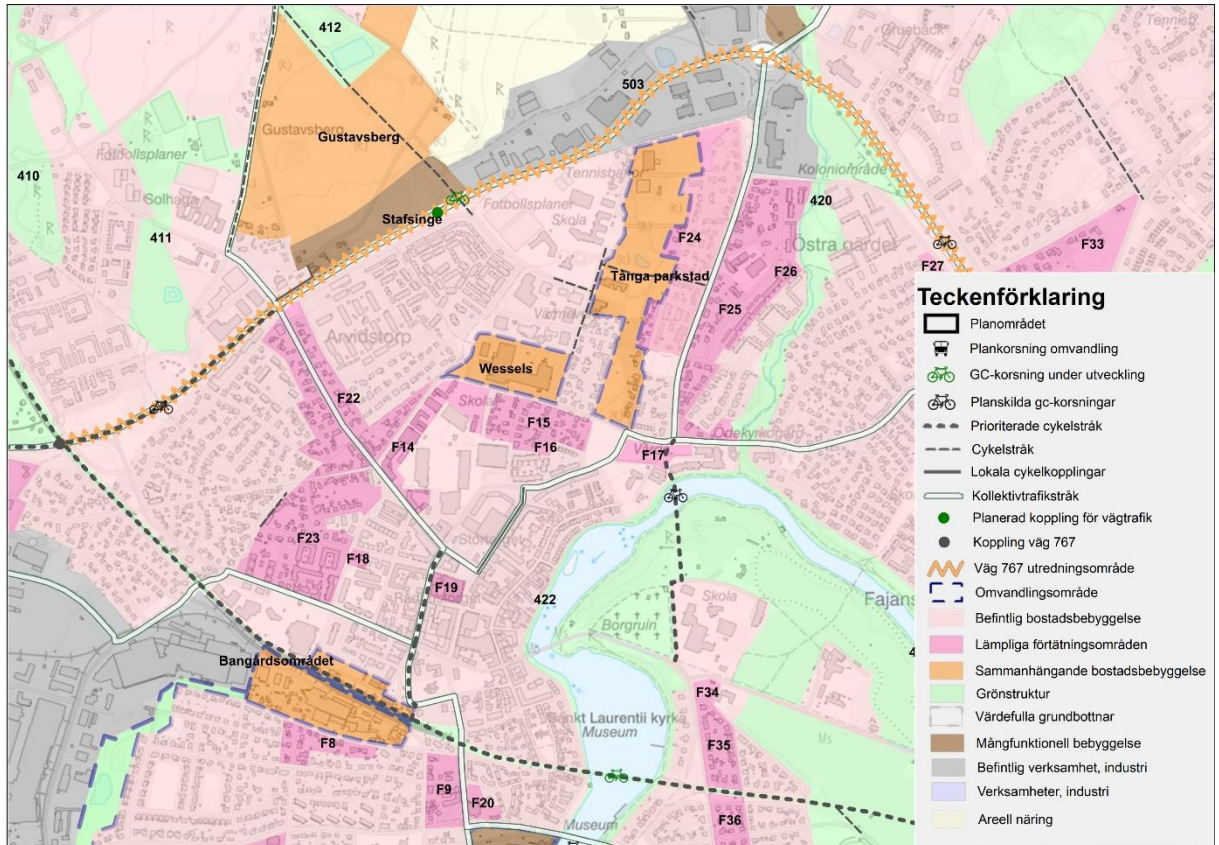 412
Tennisb
503
Gustavsberg
Gustavsberg
Fotbollsplaner
410
Solhaga
Tennisbanor
Koloniområde
Fotbollsplaner
Skola
Stafsinge
420
411
F24
Östra gärdet
F33
F26
F27
Tånga parkstad
F25
Arvidstorp
Wessels
F22
Skola
F15
F14
F16
F17
F23
F18
F19
422
Skola
Borgruin
Fajans
Bangårdsområdet
F34
Sankt Laurentii kyrka
Museum
F8
F35
F9
F20
Museum
F36
Teckenförklaring
Planområdet
Plankorsning omvandling
GC-korsning under utveckling
Planskilda gc-korsningar
Prioriterade cykelstråk
Cykelstråk
Lokala cykelkopplingar
Kollektivtrafikstråk
Planerad koppling för vägtrafik
Koppling väg 767
Väg 767 utredningsområde
Omvandlingsområde
Befintlig bostadsbebyggelse
Lämpliga förtätningsområden
Sammanhängande bostadsbebyggelse
Grönstruktur
Värdefulla grundbottnar
Mångfunktionell bebyggelse
Befintlig verksamhet, industri
Verksamheter, industri
Areell näring